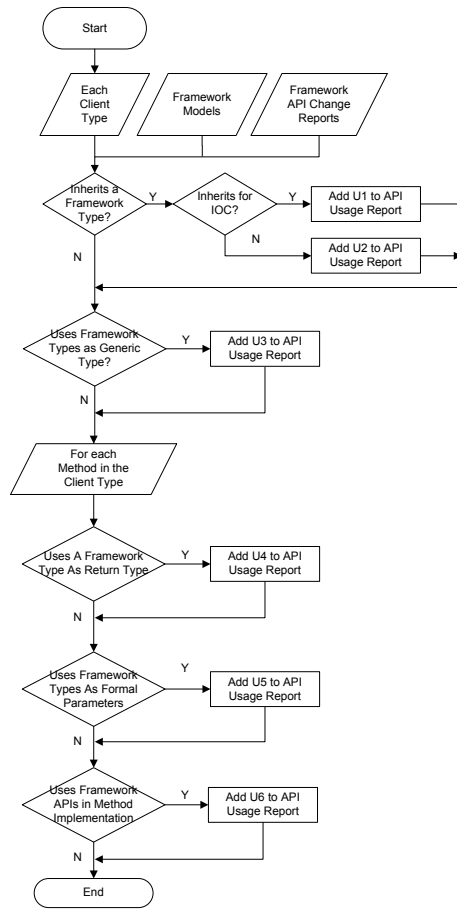 Start
Each
Client
Type
Framework
Models
Framework
API Change
Reports
Inherits a
Framework
Type?
Y
Inherits for
IOC?
Y
Add U1 to API
Usage Report
N
N
Add U2 to API
Usage Report
Uses Framework
Types as Generic
Type?
Y
Add U3 to API
Usage Report
N
For each
Method in the
Client Type
Uses A Framework
Type As Return Type
Y
Add U4 to API
Usage Report
N
Uses Framework
Types As Formal
Parameters
Y
Add U5 to API
Usage Report
N
Uses Framework
APIs in Method
Implementation
Y
Add U6 to API
Usage Report
N
End